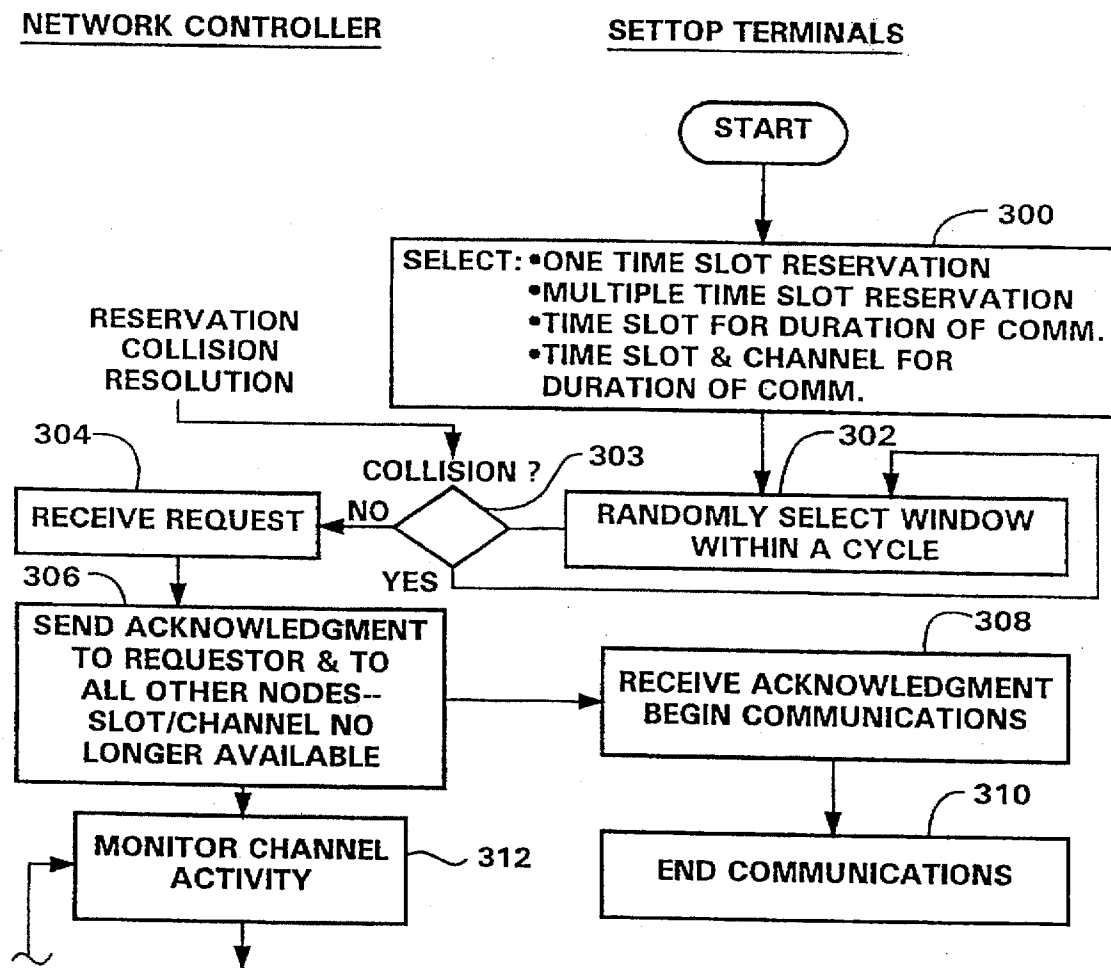 NETWORK CONTROLLER
SETTOP TERMINALS
START
300
SELECT: •ONE TIME SLOT RESERVATION
•MULTIPLE TIME SLOT RESERVATION
•TIME SLOT FOR DURATION OF COMM.
•TIME SLOT & CHANNEL FOR
DURATION OF COMM.
RESERVATION
COLLISION
RESOLUTION
304
302
COLLISION ?
303
RECEIVE REQUEST
NO
RANDOMLY SELECT WINDOW
WITHIN A CYCLE
YES
306
SEND ACKNOWLEDGMENT
TO REQUESTOR & TO
ALL OTHER NODES--
SLOT/CHANNEL NO
LONGER AVAILABLE
308
RECEIVE ACKNOWLEDGMENT
BEGIN COMMUNICATIONS
310
END COMMUNICATIONS
MONITOR CHANNEL
ACTIVITY
312